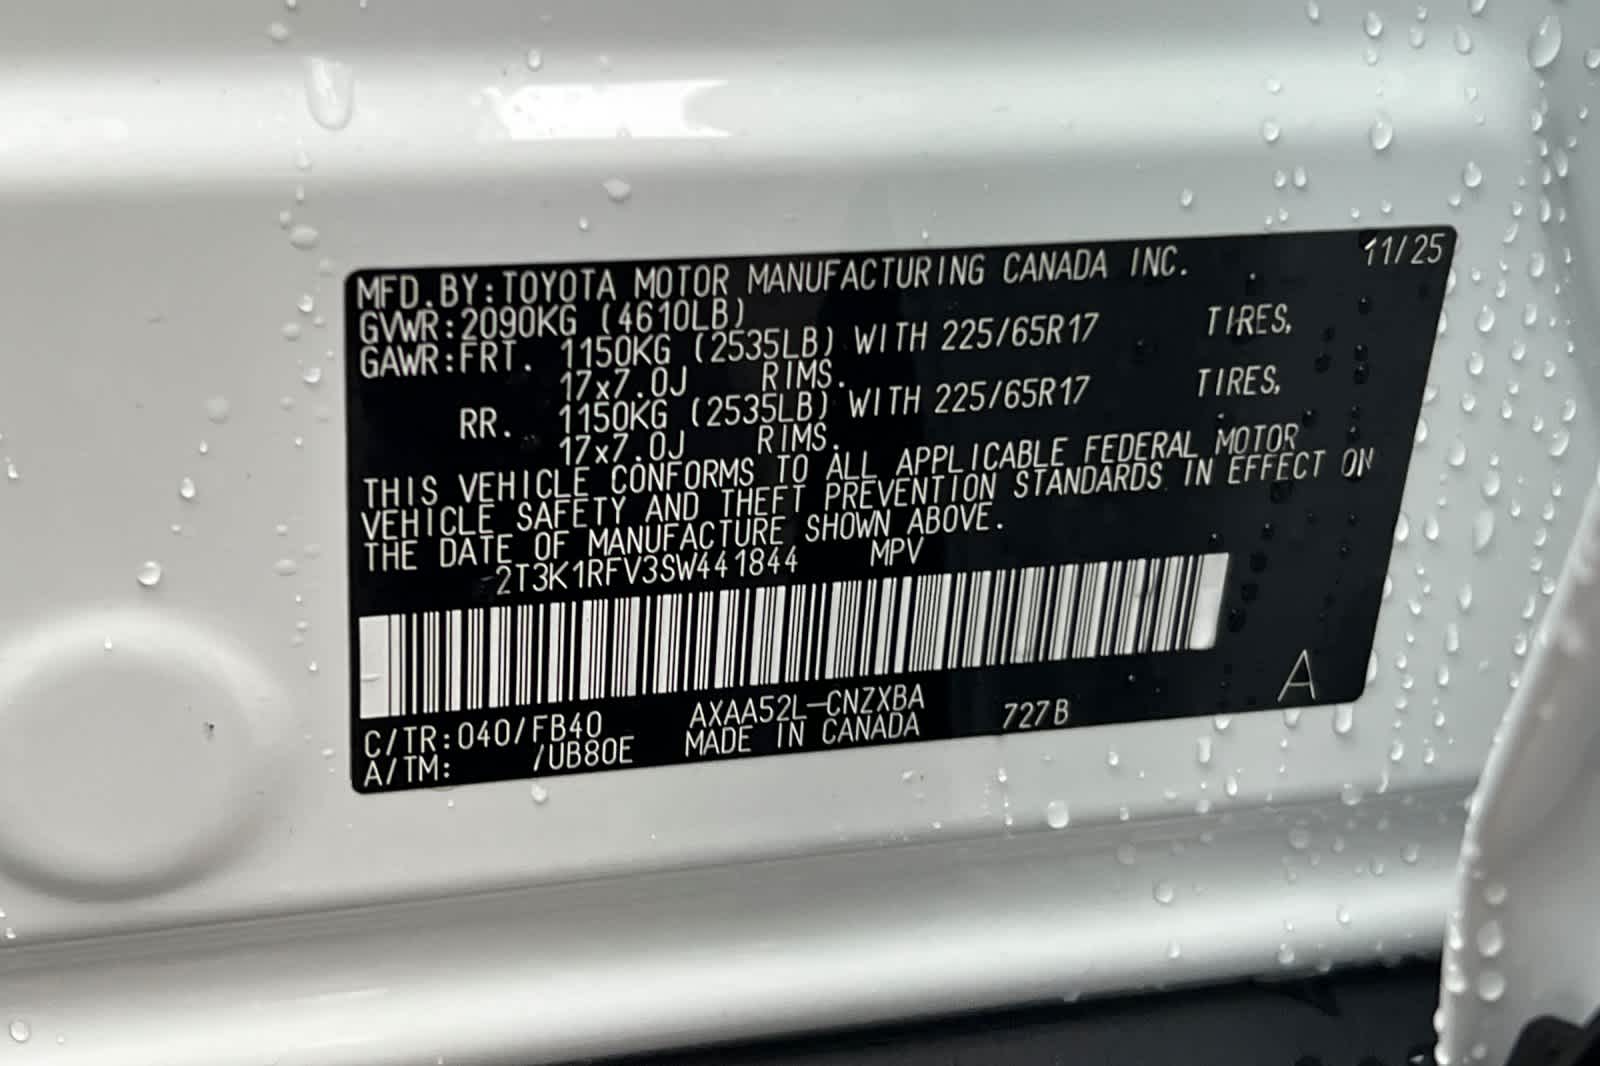 11/25
MFD.BY:TOYOTA MOTOR MANUFACTURING CANADA INC.
GVWR:2090KG (4610LB)
GAWR:FRT. 1150KG (2535LB) WITH 225/65R17 TIRES,
17x7.0J RIMS.
RR. 1150KG (2535LB) WITH 225/65R17 TIRES,
17x7.0J RIMS.
THIS VEHICLE CONFORMS TO ALL APPLICABLE FEDERAL MOTOR
VEHICLE SAFETY AND THEFT PREVENTION STANDARDS IN EFFECT ON
THE DATE OF MANUFACTURE SHOWN ABOVE.
2T3K1RFV3SW441844 MPV
C/TR:040/FB40 AXAA52L-CNZXBA 727B A
A/TM: /UB80E MADE IN CANADA